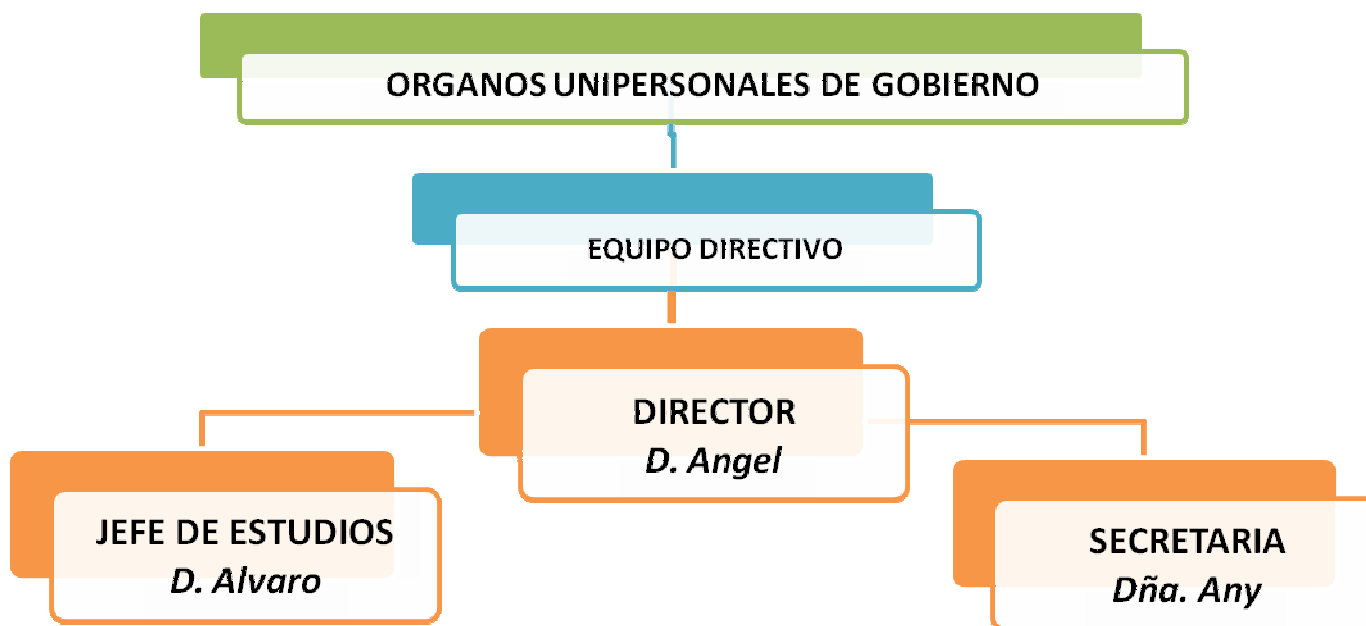 ORGANOS UNIPERSONALES DE GOBIERNO
EQUIPO DIRECTIVO
DIRECTOR
D. Angel
JEFE DE ESTUDIOS
D. Alvaro
SECRETARIA
Dña. Any